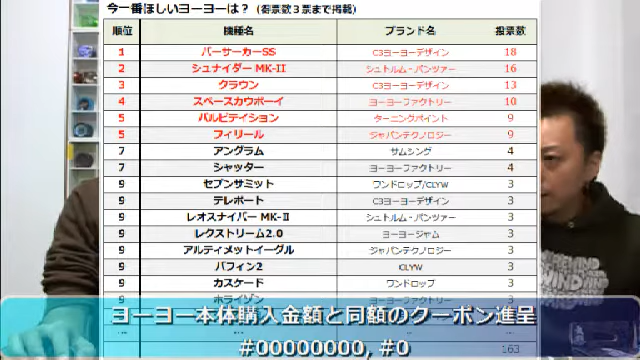 今一番ほしいヨーヨーは？（得票数３票まで掲載）
順位 機種名 ブランド名 投票数
1 バーサーカーSS C3ヨーヨーデザイン 18
2 シュナイダー MK-II シュトルム・パンツァー 16
3 クラウン C3ヨーヨーデザイン 13
4 スペースカウボーイ ヨーヨーファクトリー 10
5 パルピテイション ターニングポイント 9
5 フィリール ジャパンテクノロジー 9
7 アングラム サムシング 4
7 シャッター ヨーヨーファクトリー 4
9 セブンサミット ワンドロップ/CLYW 3
9 テレポート C3ヨーヨーデザイン 3
9 レオスナイパー MK-II シュトルム・パンツァー 3
9 レクストリーム2.0 ヨーヨージャム 3
9 アルティメットイーグル ジャパンテクノロジー 3
9 パフィン2 CLYW 3
9 カスケード ワンドロップ 3
9 ホライゾン
ヨーヨー本体購入金額と同額のクーポン進呈
#00000000, #0
163